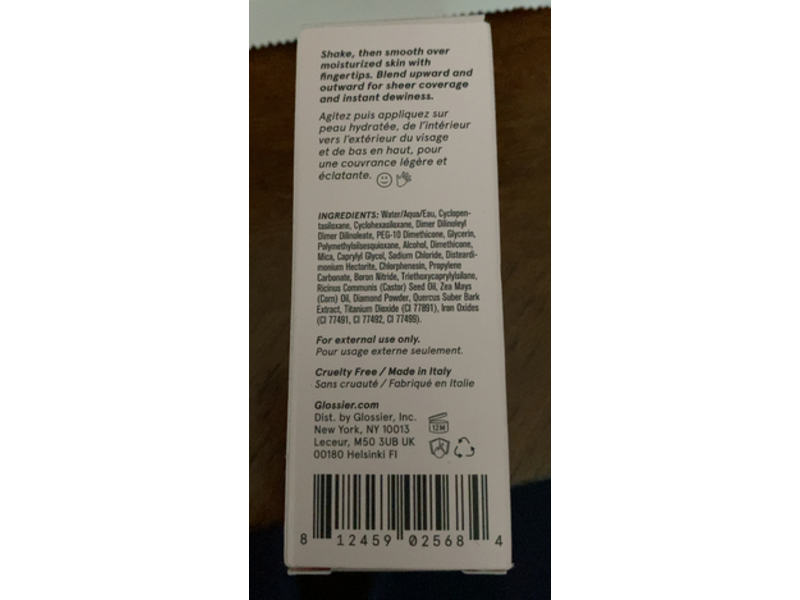 Shake, then smooth over
moisturized skin with
fingertips. Blend upward and
outward for sheer coverage
and instant dewiness.
Agitez puis appliquez sur
peau hydratée, de l'intérieur
vers l'extérieur du visage
et de bas en haut, pour
une couvrance légère et
éclatante.
INGREDIENTS: Water/Aqua/Eau, Cyclopen-
tasiloxane, Cyclohexasiloxane, Dimer Dilinoleyl
Dimer Dilinoleate, PEG-10 Dimethicone, Glycerin,
Polymethylsilsesquioxane, Alcohol, Dimethicone,
Mica, Caprylyl Glycol, Sodium Chloride, Disteardi-
monium Hectorite, Chlorphenesin, Propylene
Carbonate, Boron Nitride, Triethoxycaprylylsilane,
Ricinus Communis (Castor) Seed Oil, Zea Mays
(Corn) Oil, Diamond Powder, Quercus Suber Bark
Extract, Titanium Dioxide (CI 77891), Iron Oxides
(CI 77491, CI 77492, CI 77499).
For external use only.
Pour usage externe seulement.
Cruelty Free / Made in Italy
Sans cruauté / Fabriqué en Italie
Glossier.com
Dist. by Glossier, Inc.
New York, NY 10013
Leceur, M50 3UB UK
00180 Helsinki FI
12M
8 12459 02568 4